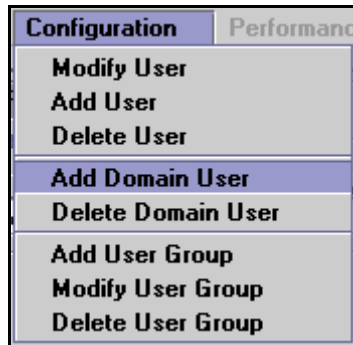 Configuration
Modify User
Add User
Delete User
Add Domain User
Delete Domain User
Add User Group
Modify User Group
Delete User Group